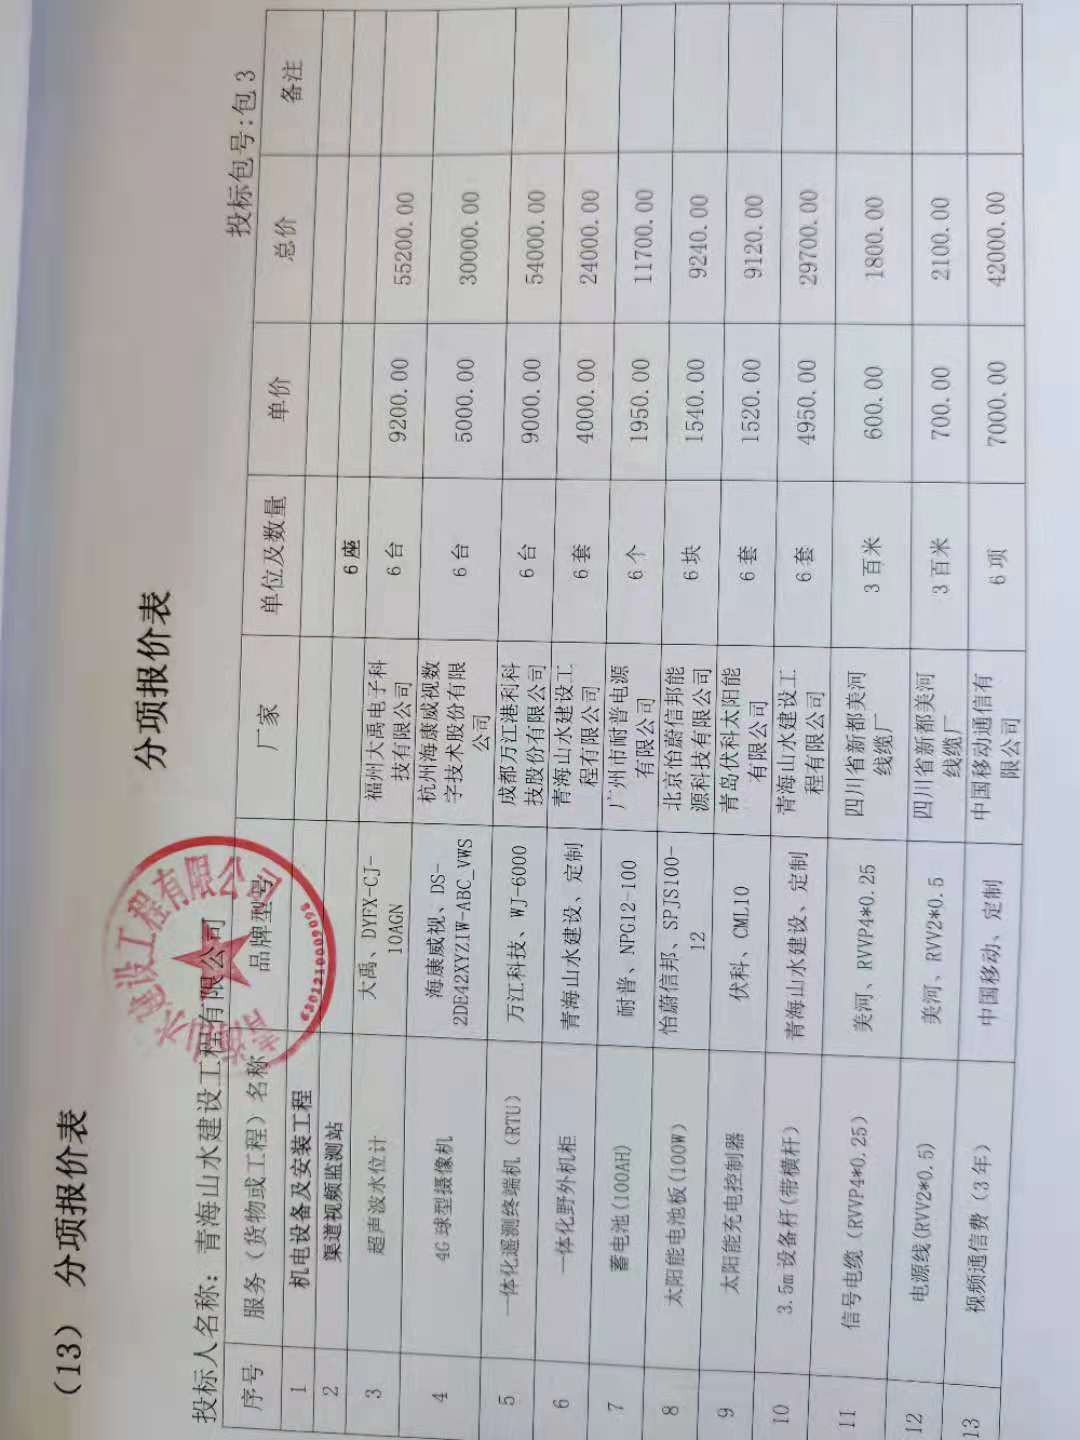 （13） 分项报价表
分项报价表
投标人名称：青海山水建设工程有限公司 投标包号：包 3
序号 服务（货物或工程）名称 品牌型号 厂家 单位及数量 单价 总价 备注
1 机电设备及安装工程
2 渠道视频监测站 6 座
3 超声波水位计 大禹、DYFX-CJ-10AGN 福州大禹电子科技有限公司 6 台 9200.00 55200.00
4 4G 球型摄像机 海康威视、DS-2DE42XYZIW-ABC_VWS 杭州海康威视数字技术股份有限公司 6 台 5000.00 30000.00
5 一体化遥测终端机（RTU） 万江科技、WJ-6000 成都万江港利科技股份有限公司 6 台 9000.00 54000.00
6 一体化野外机柜 青海山水建设、定制 青海山水建设工程有限公司 6 套 4000.00 24000.00
7 蓄电池(100AH) 耐普、NPG12-100 广州市耐普电源有限公司 6 个 1950.00 11700.00
8 太阳能电池板(100W) 怡蔚信邦、SPJS100-12 北京怡蔚信邦能源科技有限公司 6 块 1540.00 9240.00
9 太阳能充电控制器 伏科、CML10 青岛伏科太阳能有限公司 6 套 1520.00 9120.00
10 3.5m 设备杆(带横杆) 青海山水建设、定制 青海山水建设工程有限公司 6 套 4950.00 29700.00
11 信号电缆（RVVP4*0.25） 美河、RVVP4*0.25 四川省新都美河线缆厂 3 百米 600.00 1800.00
12 电源线(RVV2*0.5) 美河、RVV2*0.5 四川省新都美河线缆厂 3 百米 700.00 2100.00
13 视频通信费（3 年） 中国移动、定制 中国移动通信有限公司 6 项 7000.00 42000.00